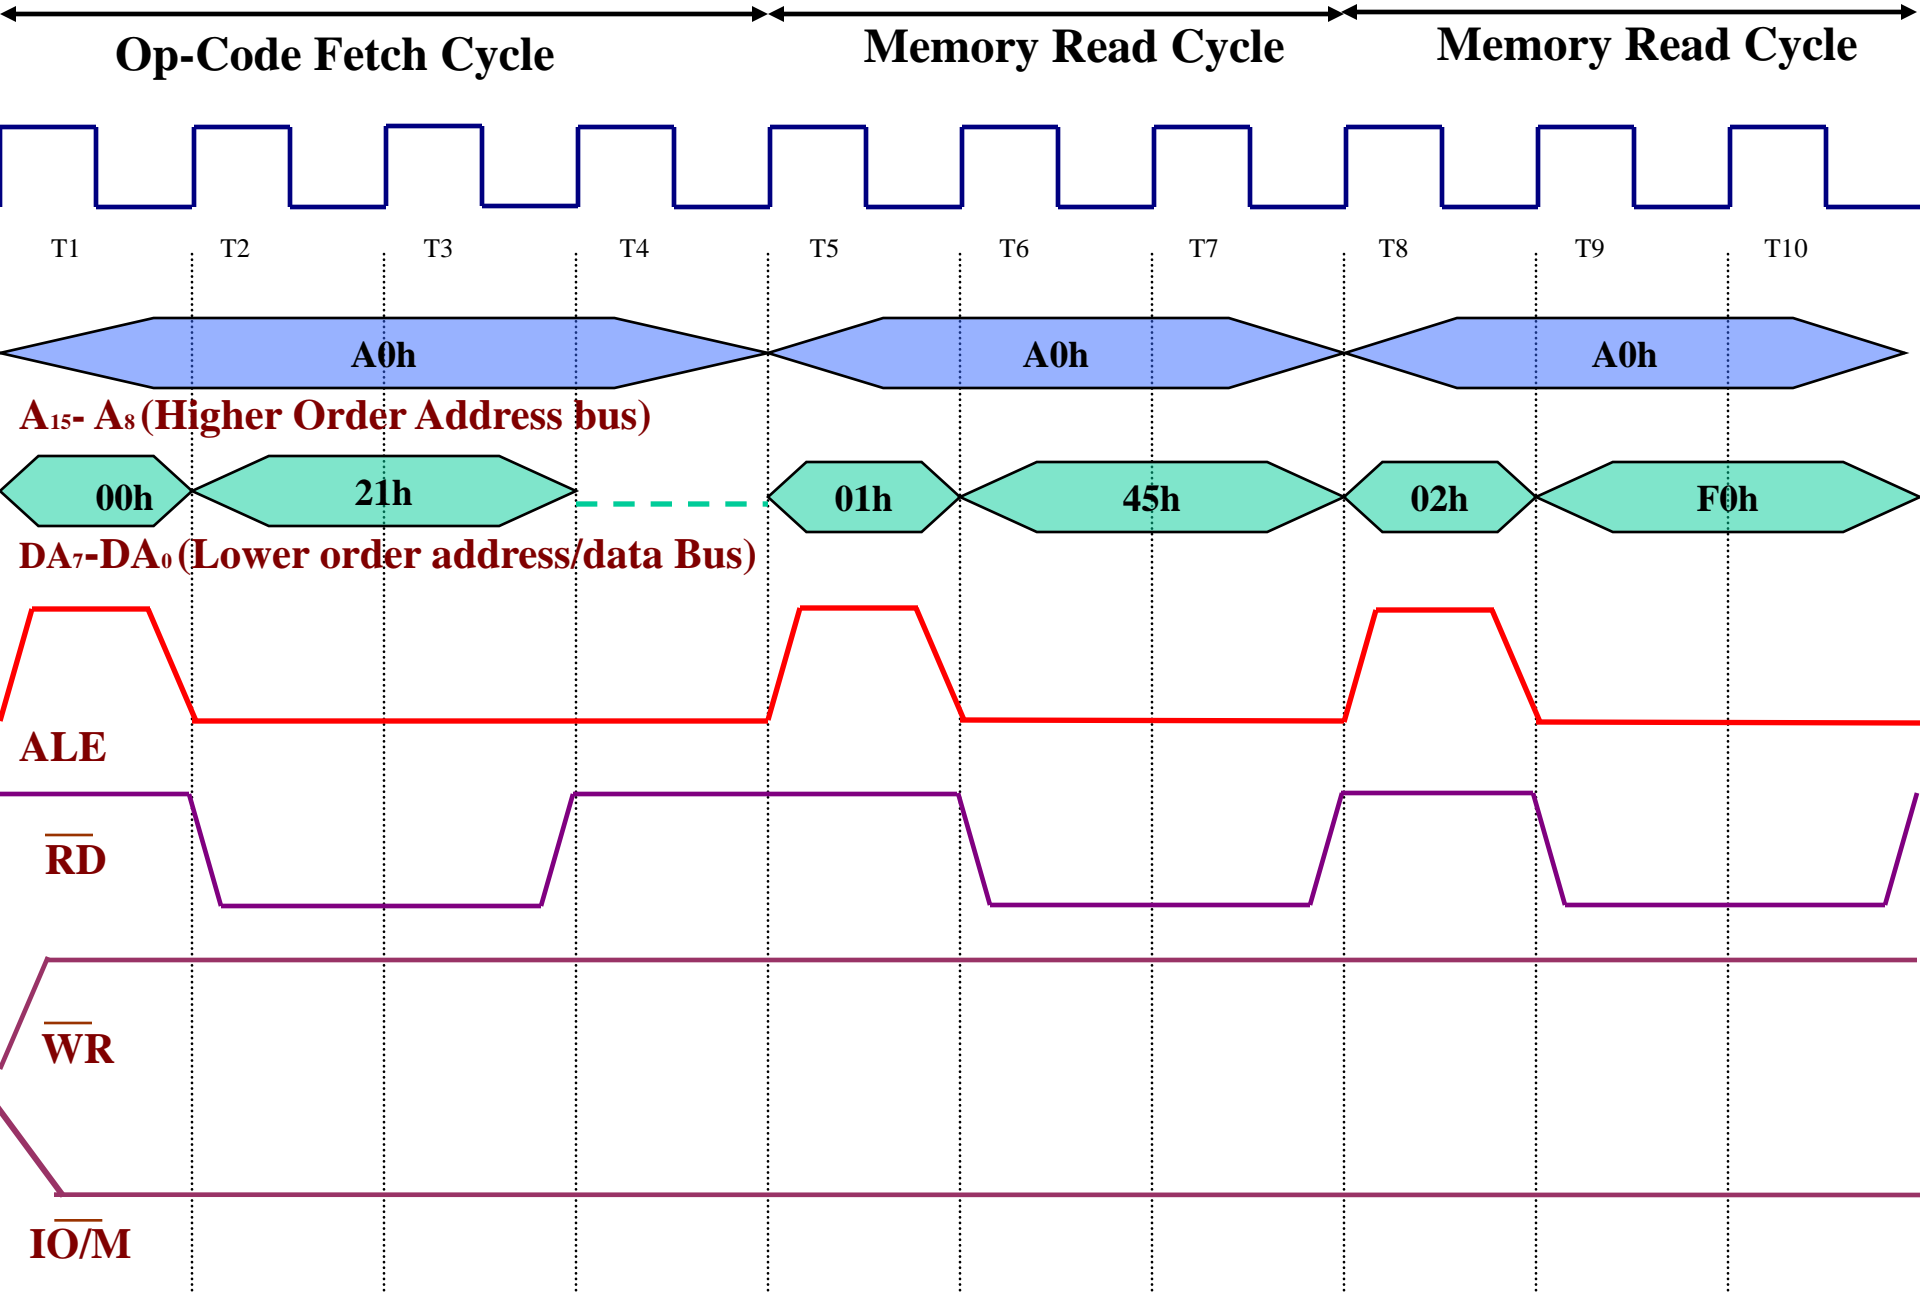 Op-Code Fetch Cycle Memory Read Cycle Memory Read Cycle
T1 T2 T3 T4 T5 T6 T7 T8 T9 T10
A0h A0h A0h
A15- A8 (Higher Order Address bus)
00h 21h 01h 45h 02h F0h
DA7-DA0 (Lower order address/data Bus)
ALE
RD
WR
IO/M